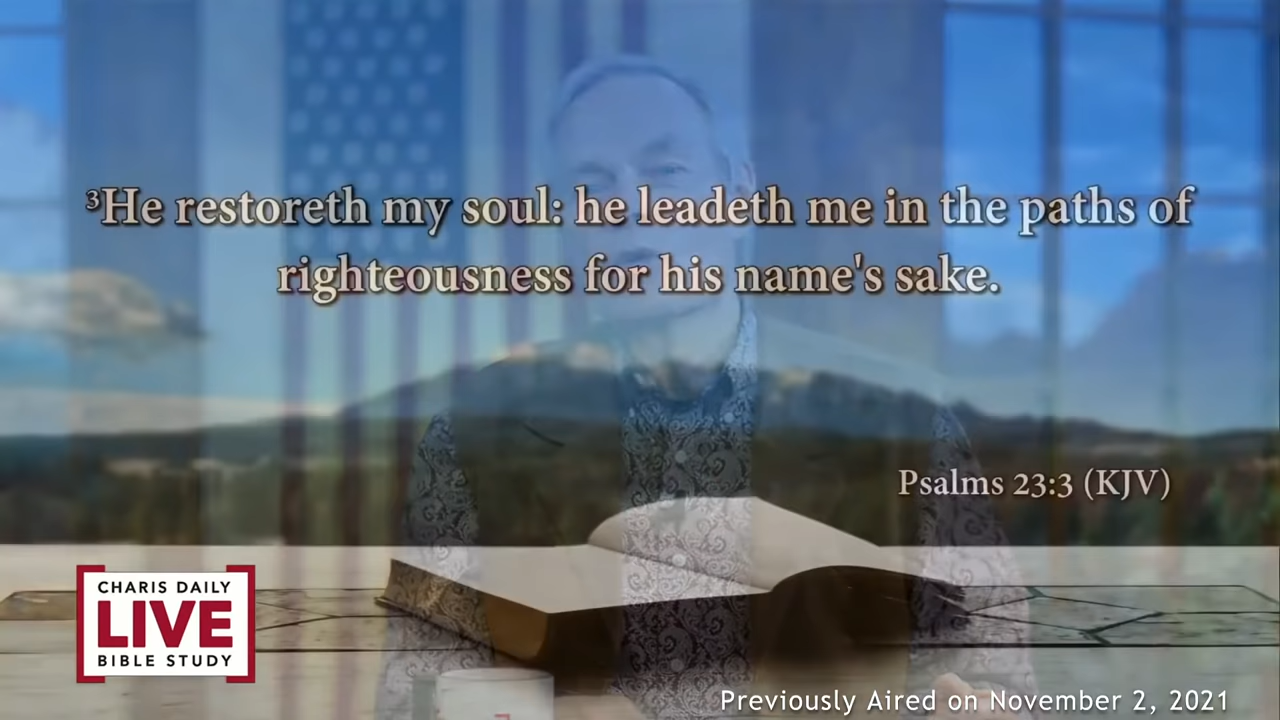 ³He restoreth my soul: he leadeth me in the paths of
righteousness for his name's sake.
Psalms 23:3 (KJV)
CHARIS DAILY
LIVE
BIBLE STUDY
Previously Aired on November 2, 2021